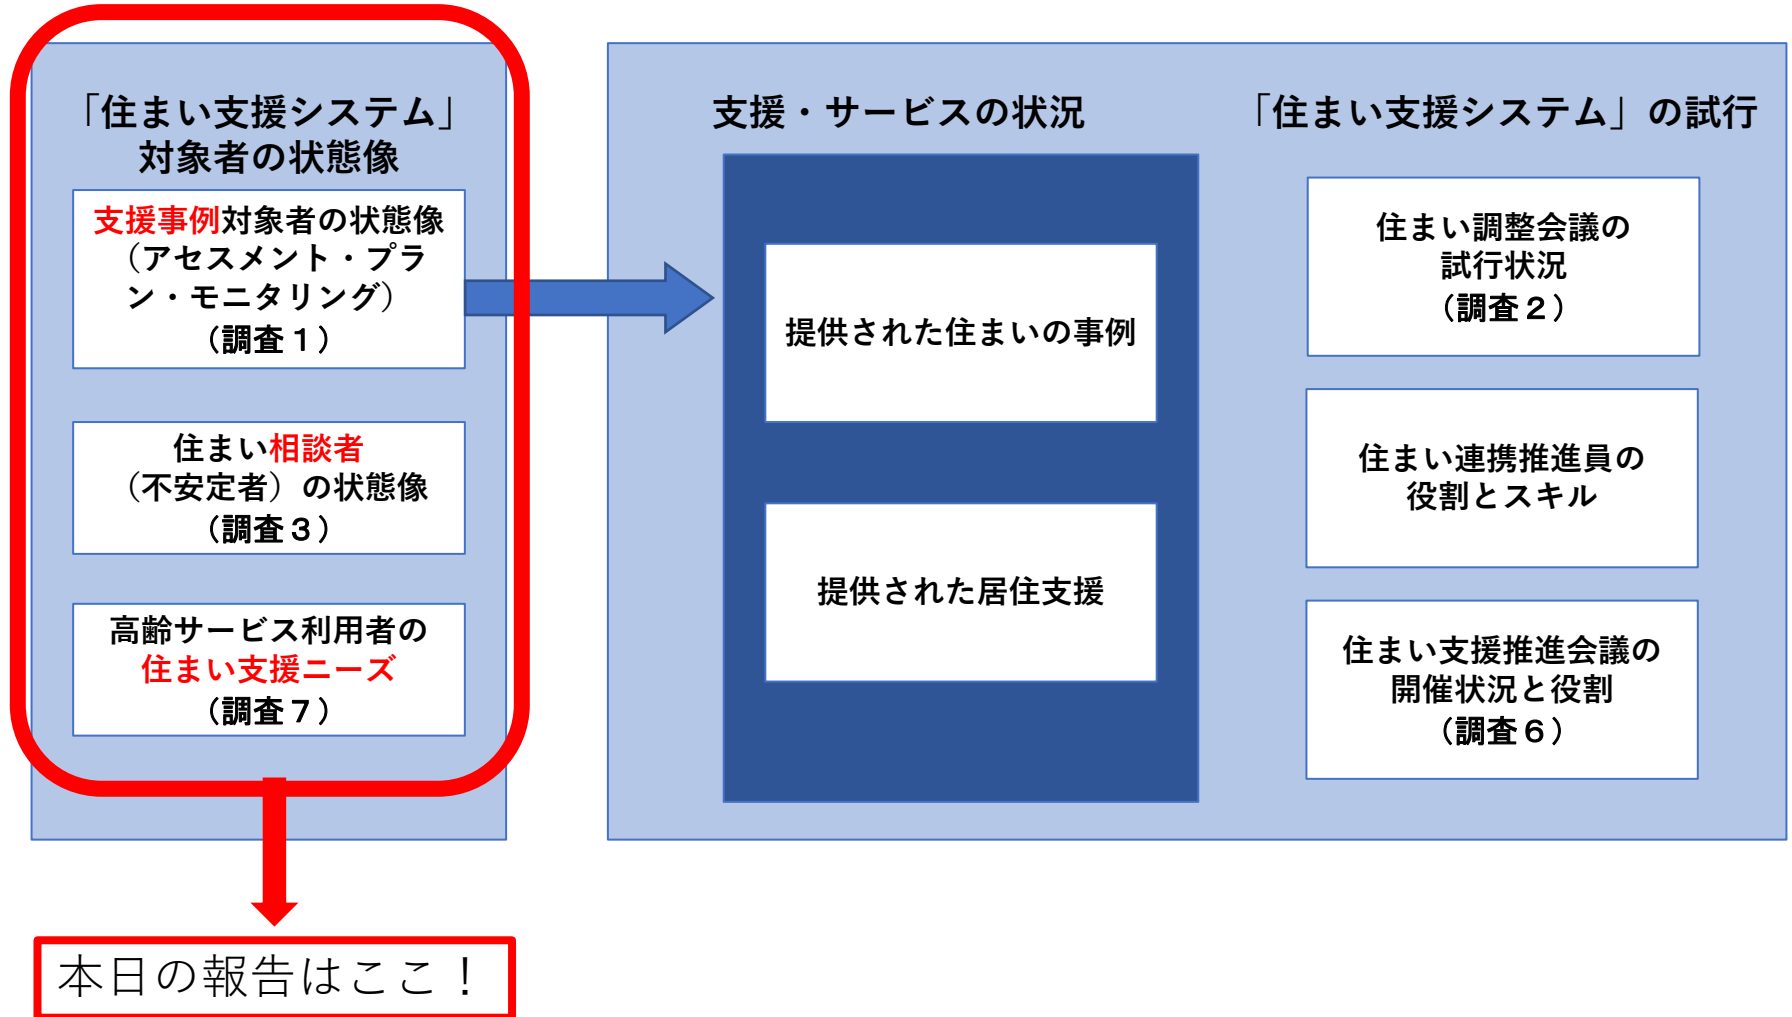 「住まい支援システム」
対象者の状態像
支援事例対象者の状態像
（アセスメント・プラ
ン・モニタリング）
（調査１）
住まい相談者
（不安定者）の状態像
（調査３）
高齢サービス利用者の
住まい支援ニーズ
（調査７）
本日の報告はここ！
支援・サービスの状況
提供された住まいの事例
提供された居住支援
「住まい支援システム」の試行
住まい調整会議の
試行状況
（調査２）
住まい連携推進員の
役割とスキル
住まい支援推進会議の
開催状況と役割
（調査６）